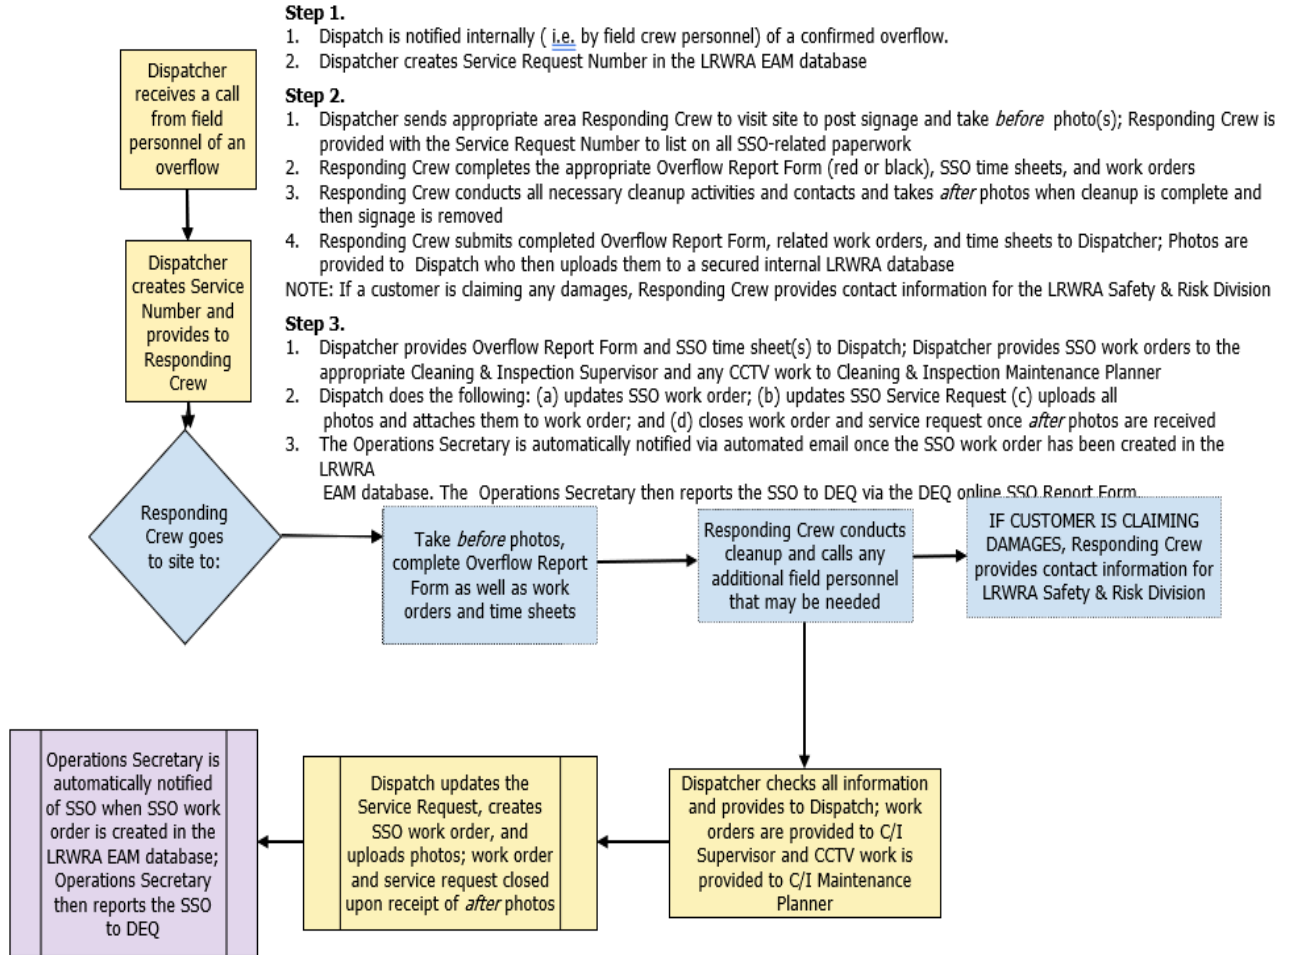 Step 1.
1. Dispatch is notified internally ( i.e. by field crew personnel) of a confirmed overflow.
2. Dispatcher creates Service Request Number in the LRWRA EAM database
Step 2.
1. Dispatcher sends appropriate area Responding Crew to visit site to post signage and take before photo(s); Responding Crew is
provided with the Service Request Number to list on all SSO-related paperwork
2. Responding Crew completes the appropriate Overflow Report Form (red or black), SSO time sheets, and work orders
3. Responding Crew conducts all necessary cleanup activities and contacts and takes after photos when cleanup is complete and
then signage is removed
4. Responding Crew submits completed Overflow Report Form, related work orders, and time sheets to Dispatcher; Photos are
provided to Dispatch who then uploads them to a secured internal LRWRA database
NOTE: If a customer is claiming any damages, Responding Crew provides contact information for the LRWRA Safety & Risk Division
Step 3.
1. Dispatcher provides Overflow Report Form and SSO time sheet(s) to Dispatch; Dispatcher provides SSO work orders to the
appropriate Cleaning & Inspection Supervisor and any CCTV work to Cleaning & Inspection Maintenance Planner
2. Dispatch does the following: (a) updates SSO work order; (b) updates SSO Service Request (c) uploads all
photos and attaches them to work order; and (d) closes work order and service request once after photos are received
3. The Operations Secretary is automatically notified via automated email once the SSO work order has been created in the
LRWRA
EAM database. The Operations Secretary then reports the SSO to DEQ via the DEQ online SSO Report Form.
Dispatcher
receives a call
from field
personnel of an
overflow
Dispatcher
creates Service
Number and
provides to
Responding
Crew
Responding
Crew goes
to site to:
Take before photos,
complete Overflow Report
Form as well as work
orders and time sheets
Responding Crew conducts
cleanup and calls any
additional field personnel
that may be needed
IF CUSTOMER IS CLAIMING
DAMAGES, Responding Crew
provides contact information for
LRWRA Safety & Risk Division
Dispatcher checks all information
and provides to Dispatch; work
orders are provided to C/I
Supervisor and CCTV work is
provided to C/I Maintenance
Planner
Dispatch updates the
Service Request, creates
SSO work order, and
uploads photos; work order
and service request closed
upon receipt of after photos
Operations Secretary is
automatically notified
of SSO when SSO work
order is created in the
LRWRA EAM database;
Operations Secretary
then reports the SSO
to DEQ